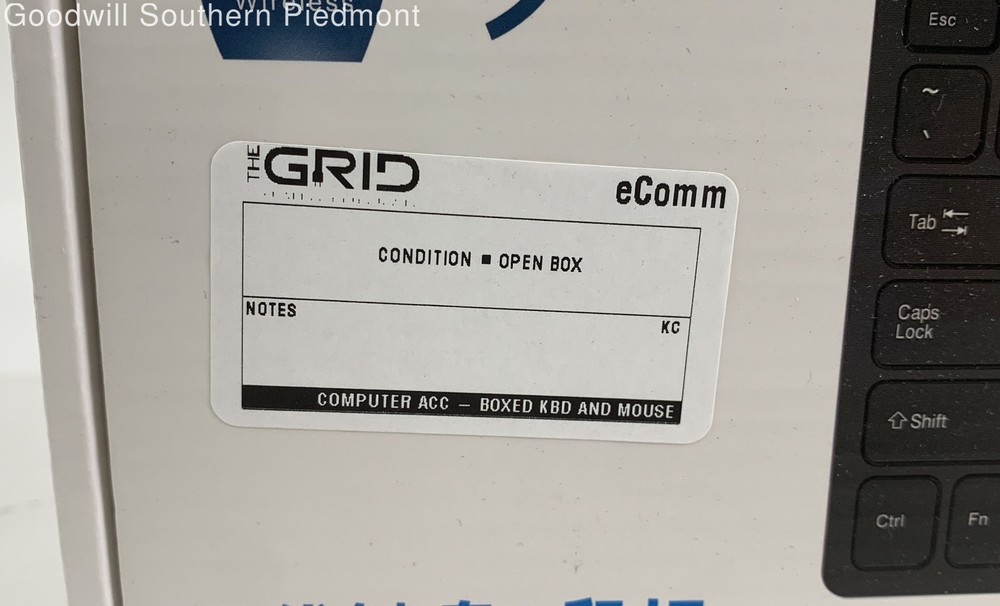 Goodwill Southern Piedmont
Wireless
THE GRID
eComm
CONDITION ▪ OPEN BOX
NOTES
KC
COMPUTER ACC – BOXED KBD AND MOUSE
Esc
~
`
Tab
Caps
Lock
Shift
Ctrl
Fn